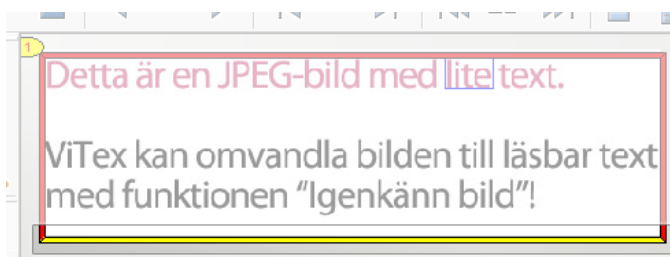 1
Detta är en JPEG-bild med lite text.
ViTex kan omvandla bilden till läsbar text
med funktionen “Igenkänn bild”!